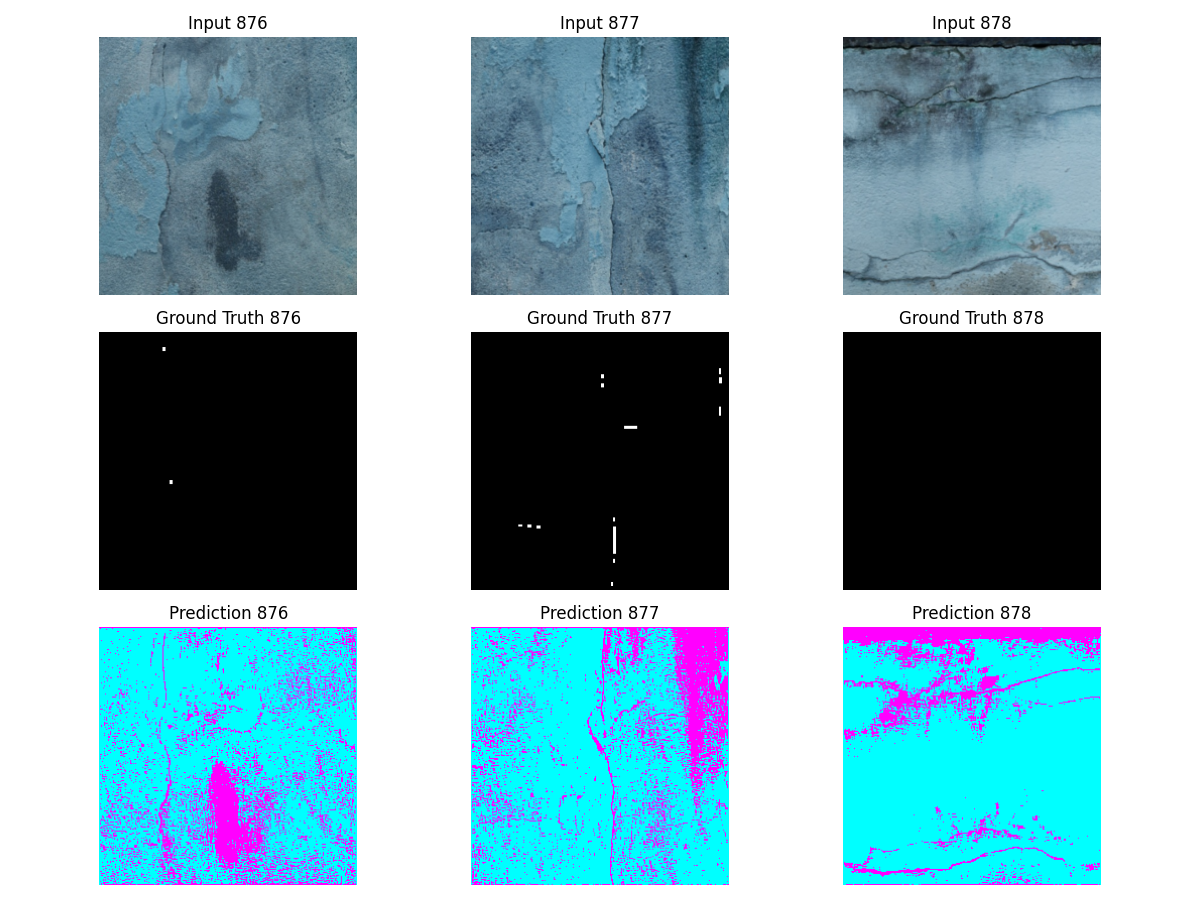 Input 876
Input 877
Input 878
Ground Truth 876
Ground Truth 877
Ground Truth 878
Prediction 876
Prediction 877
Prediction 878